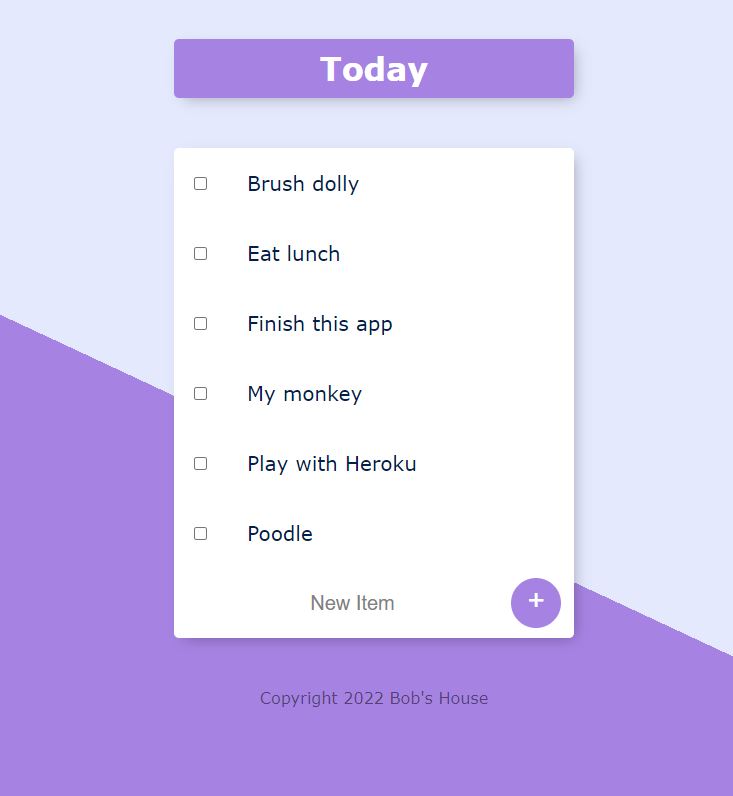 Today
Brush dolly
Eat lunch
Finish this app
My monkey
Play with Heroku
Poodle
New Item
+
Copyright 2022 Bob's House